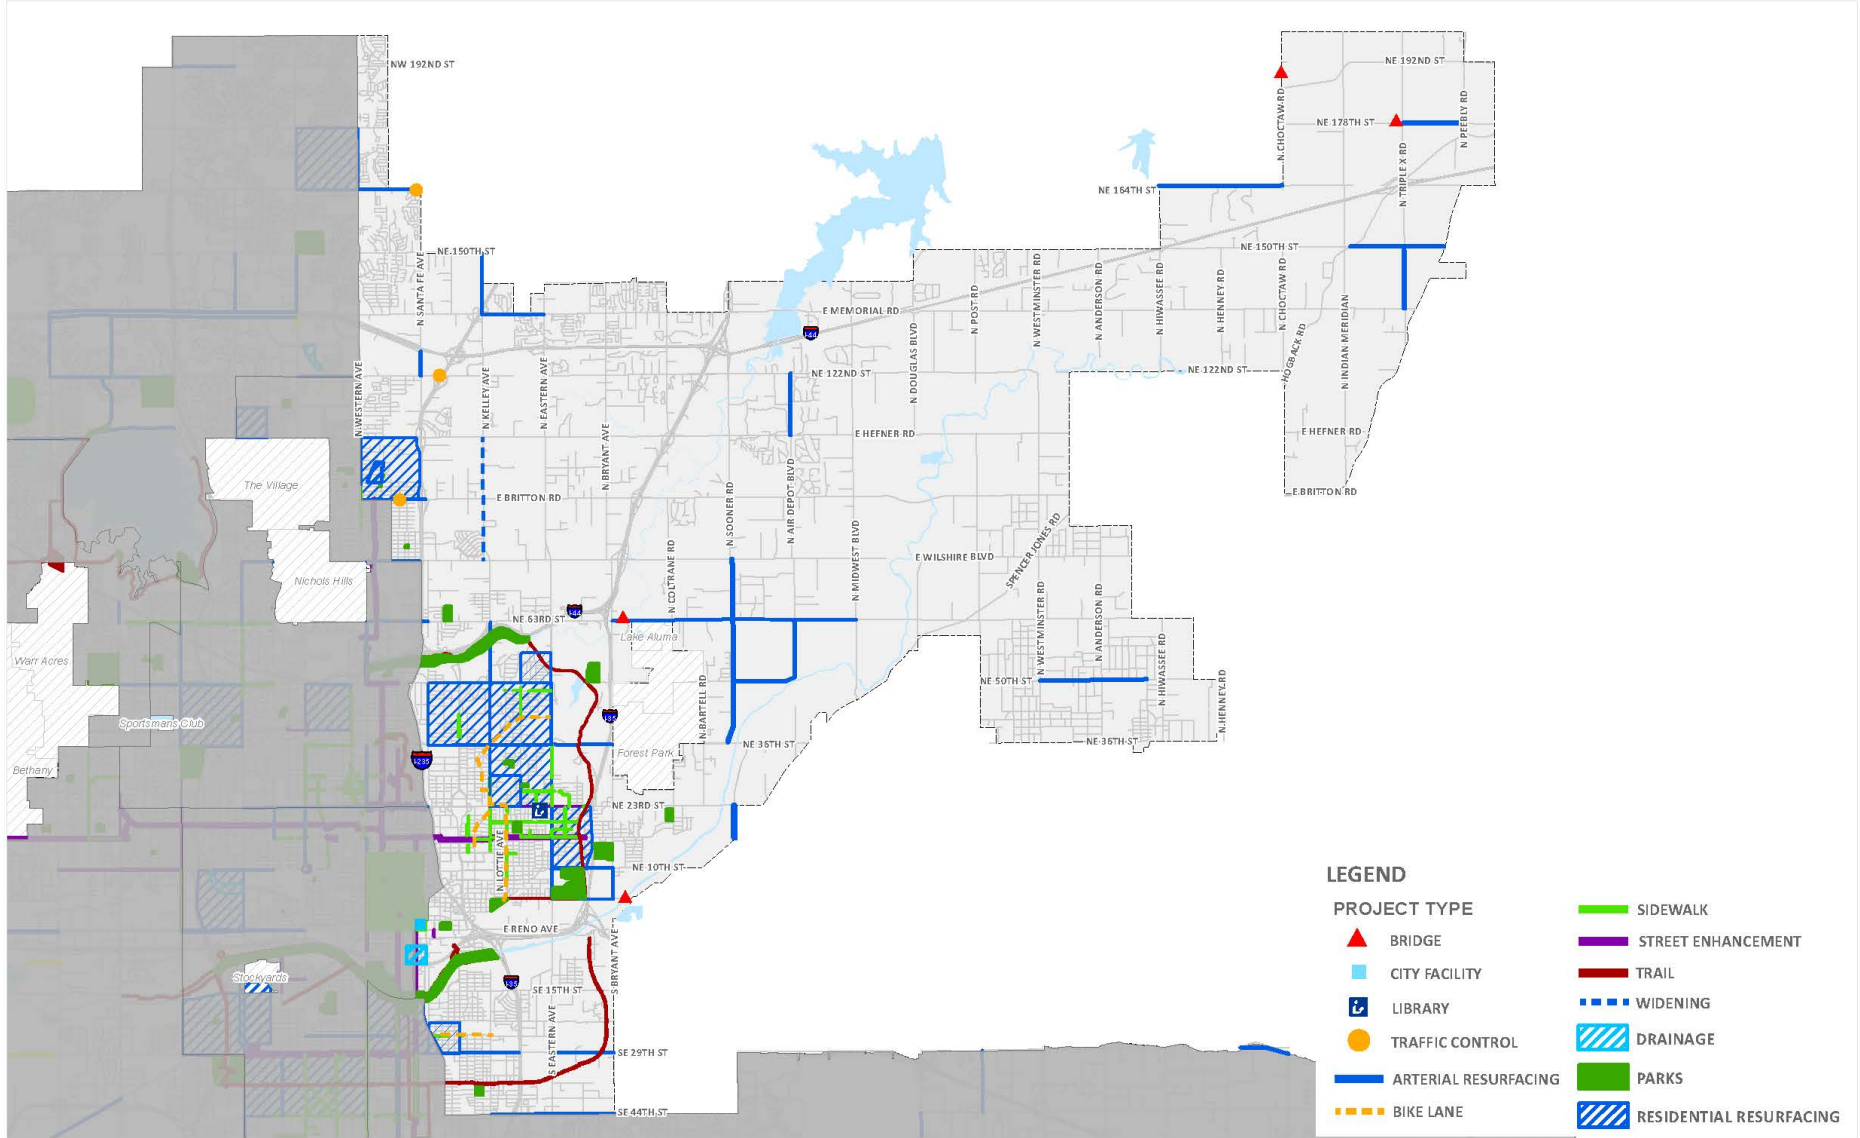 NW 192ND ST
NE 192ND ST
N CHOCTAW RD
NE 178TH ST
N PEEBLY RD
N TRIPLE X RD
NE 164TH ST
NE 150TH ST
NE 150TH ST
N SANTA FE AVE
E MEMORIAL RD
I-44
N POST RD
N WESTMINSTER RD
N ANDERSON RD
N HIWASSEE RD
N HENNEY RD
N CHOCTAW RD
HOGBACK RD
N INDIAN MERIDIAN
N DOUGLAS BLVD
NE 122ND ST
NE 122ND ST
N WESTERN AVE
N KELLEY AVE
N EASTERN AVE
N BRYANT AVE
E HEFNER RD
E HEFNER RD
The Village
E BRITTON RD
E BRITTON RD
N SOONER RD
N AIR DEPOT BLVD
N MIDWEST BLVD
E WILSHIRE BLVD
SPENCER JONES RD
Nichols Hills
N COLTRANE RD
I-44
NE 63RD ST
Lake Aluma
N WESTMINSTER RD
N ANDERSON RD
N HIWASSEE RD
N HENNEY RD
Warr Acres
NE 50TH ST
N BARTELL RD
Sportsmans Club
I-35
NE 36TH ST
NE 36TH ST
Forest Park
I-235
Bethany
NE 23RD ST
N LOTTIE AVE
NE 10TH ST
E RENO AVE
S BRYANT AVE
Stockyards
I-35
SE 15TH ST
S EASTERN AVE
SE 29TH ST
SE 44TH ST
LEGEND
PROJECT TYPE
BRIDGE
CITY FACILITY
LIBRARY
TRAFFIC CONTROL
ARTERIAL RESURFACING
BIKE LANE
SIDEWALK
STREET ENHANCEMENT
TRAIL
WIDENING
DRAINAGE
PARKS
RESIDENTIAL RESURFACING